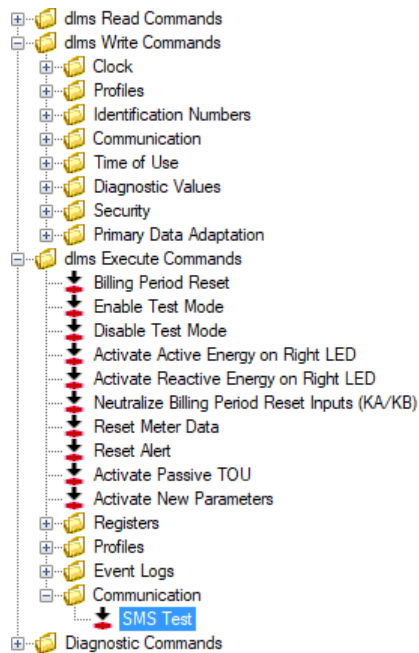 dlms Read Commands
dlms Write Commands
Clock
Profiles
Identification Numbers
Communication
Time of Use
Diagnostic Values
Security
Primary Data Adaptation
dlms Execute Commands
Billing Period Reset
Enable Test Mode
Disable Test Mode
Activate Active Energy on Right LED
Activate Reactive Energy on Right LED
Neutralize Billing Period Reset Inputs (KA/KB)
Reset Meter Data
Reset Alert
Activate Passive TOU
Activate New Parameters
Registers
Profiles
Event Logs
Communication
SMS Test
Diagnostic Commands